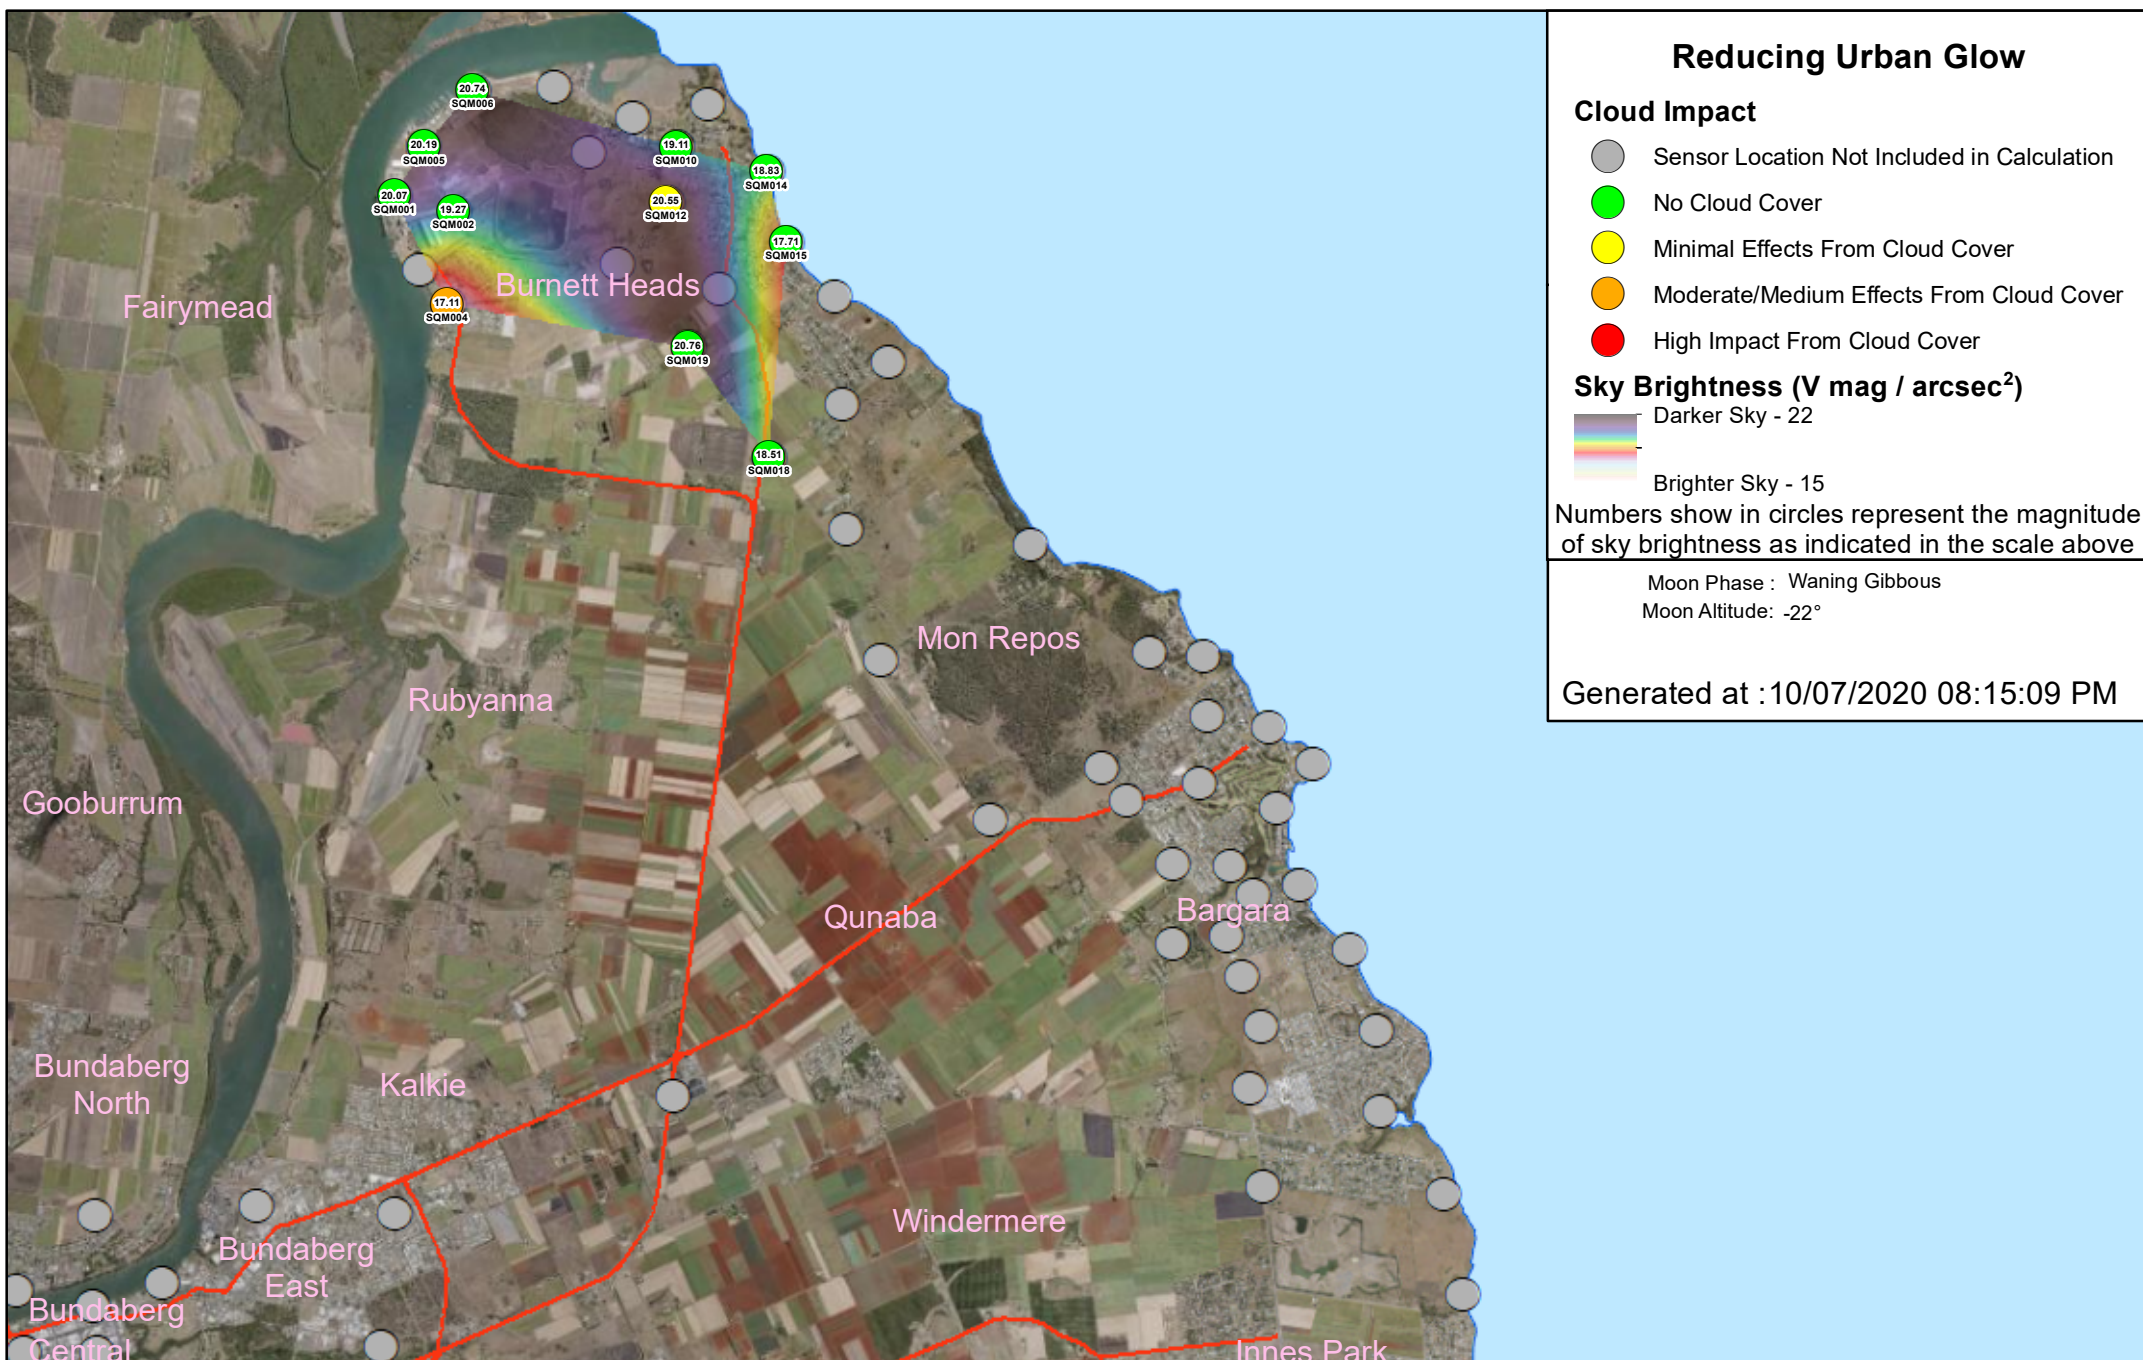 Reducing Urban Glow
Cloud Impact
Sensor Location Not Included in Calculation
No Cloud Cover
Minimal Effects From Cloud Cover
Moderate/Medium Effects From Cloud Cover
High Impact From Cloud Cover
Sky Brightness (V mag / arcsec²)
Darker Sky - 22
Brighter Sky - 15
Numbers show in circles represent the magnitude
of sky brightness as indicated in the scale above
Moon Phase : Waning Gibbous
Moon Altitude: -22°
Generated at :10/07/2020 08:15:09 PM
20.74
SQM006
20.19
SQM005
19.11
SQM010
18.83
SQM014
20.07
SQM001
19.27
SQM002
20.55
SQM012
17.71
SQM015
17.11
SQM004
20.76
SQM019
18.51
SQM018
Burnett Heads
Fairymead
Mon Repos
Rubyanna
Gooburrum
Qunaba
Bargara
Bundaberg
North
Kalkie
Windermere
Bundaberg
East
Bundaberg
Central
Innes Park